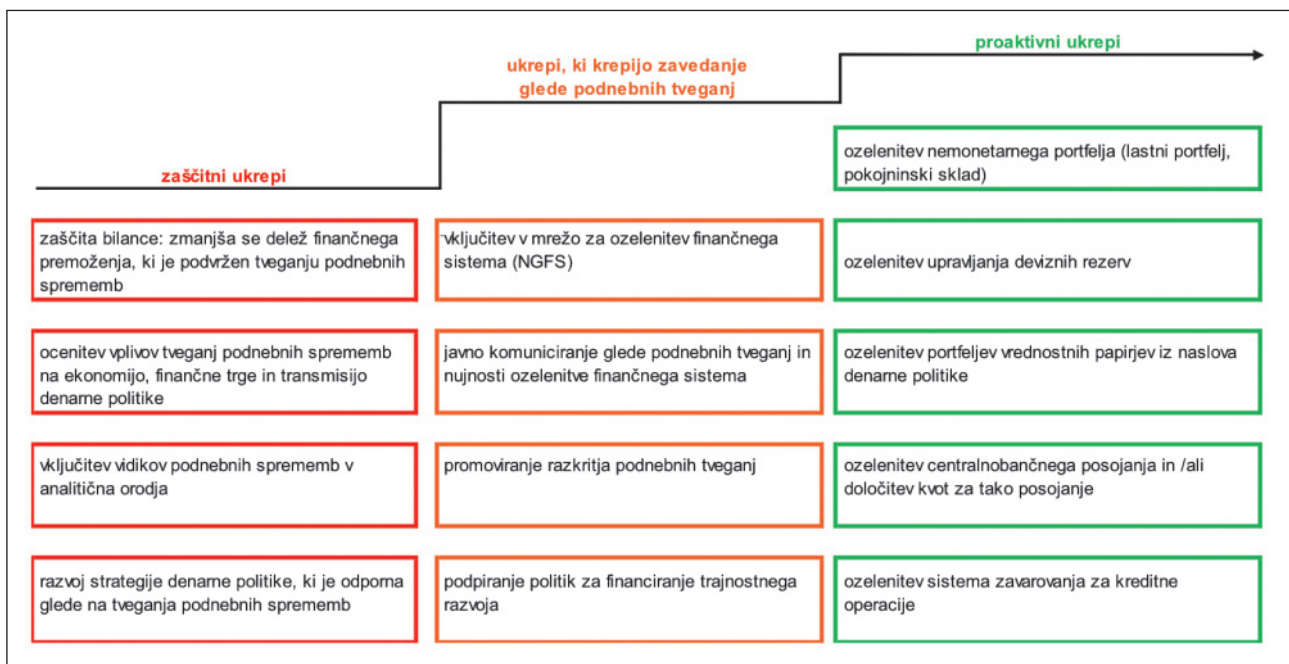 proaktivni ukrepi
ukrepi, ki krepijo zavedanje
glede podnebnih tveganj
zaščitni ukrepi
zaščita bilance: zmanjša se delež finančnega
premoženja, ki je podvržen tveganju podnebnih
sprememb
ocenitev vplivov tveganj podnebnih sprememb
na ekonomijo, finančne trge in transmisijo
denarne politike
vključitev vidikov podnebnih sprememb v
analitična orodja
razvoj strategije denarne politike, ki je odporna
glede na tveganja podnebnih sprememb
vključitev v mrežo za ozelenitev finančnega
sistema (NGFS)
javno komuniciranje glede podnebnih tveganj in
nujnosti ozelenitve finančnega sistema
promoviranje razkritja podnebnih tveganj
podpiranje politik za financiranje trajnostnega
razvoja
ozelenitev nemonetarnega portfelja (lastni portfelj,
pokojninski sklad)
ozelenitev upravljanja deviznih rezerv
ozelenitev portfeljev vrednostnih papirjev iz naslova
denarne politike
ozelenitev centralnobančnega posojanja in /ali
določitev kvot za tako posojanje
ozelenitev sistema zavarovanja za kreditne
operacije